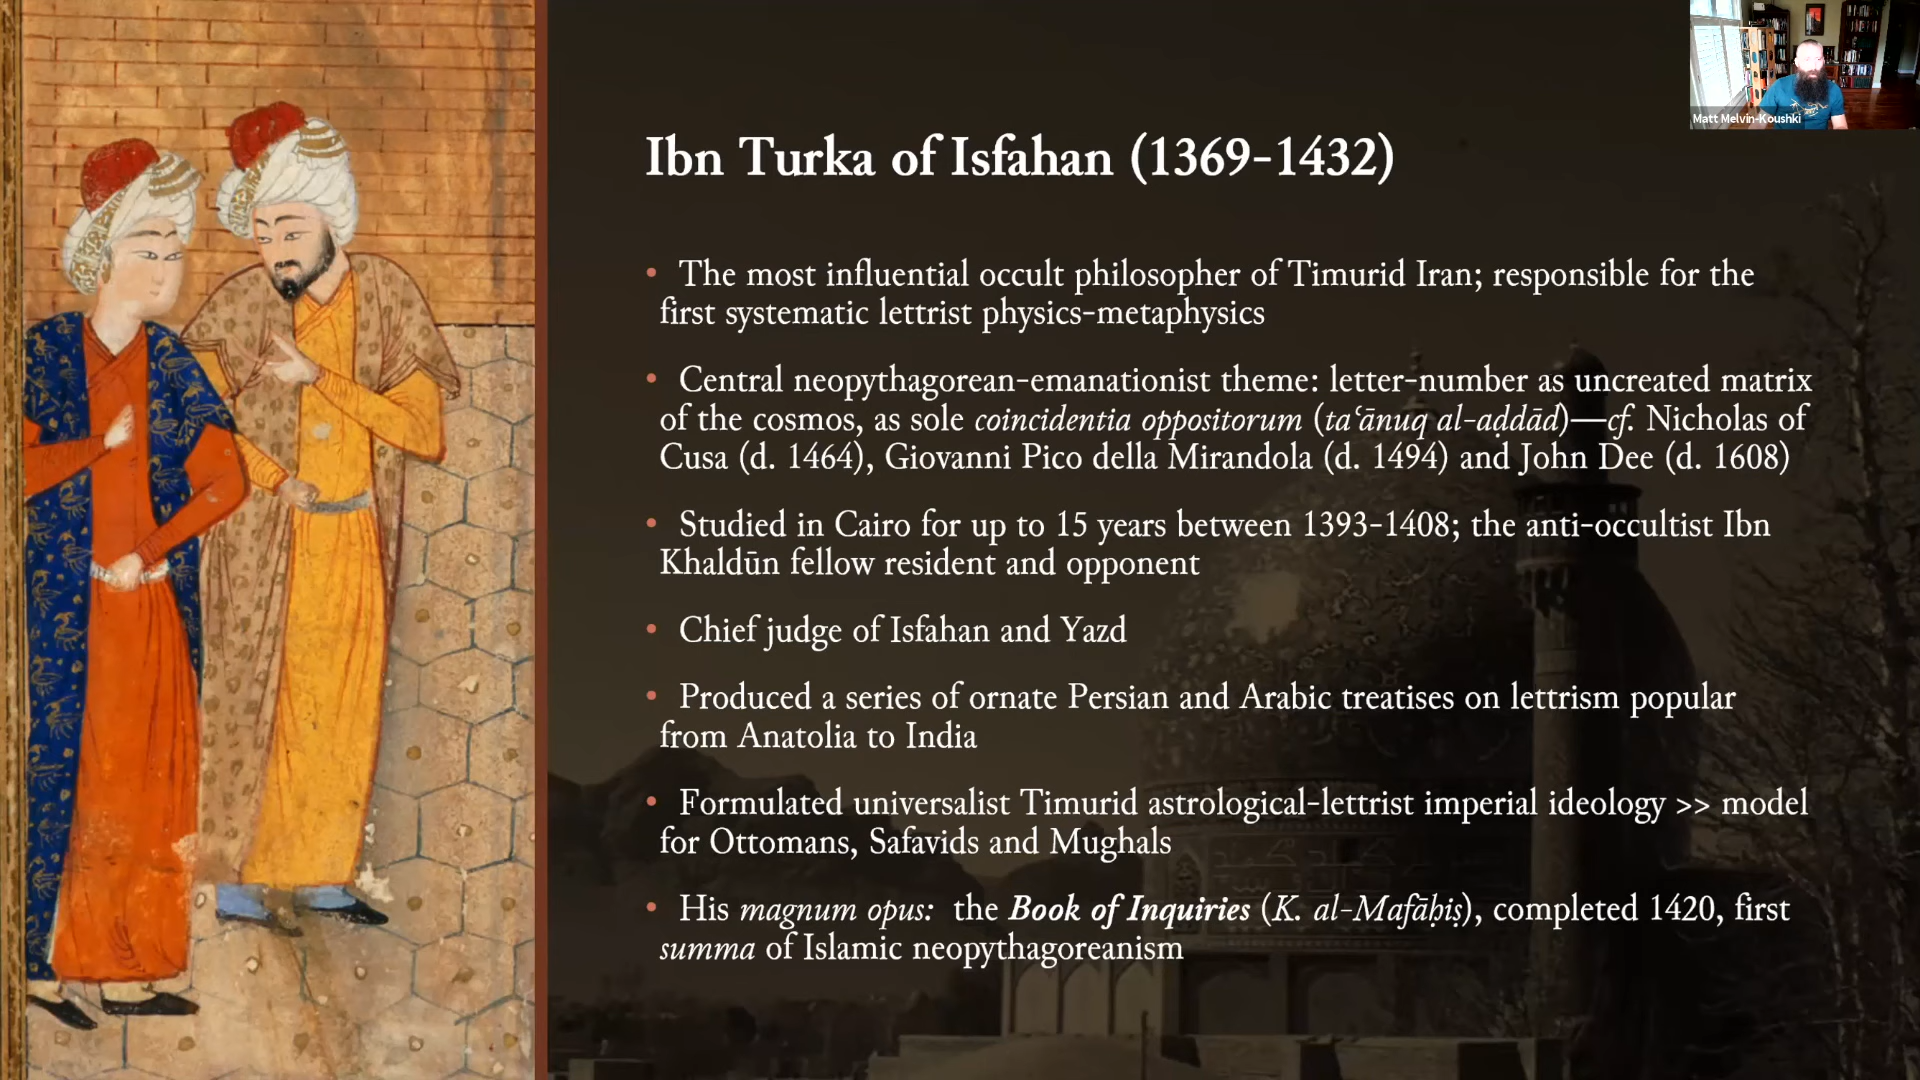 Matt Melvin-Koushki
Ibn Turka of Isfahan (1369-1432)
• The most influential occult philosopher of Timurid Iran; responsible for the
first systematic lettrist physics-metaphysics
• Central neopythagorean-emanationist theme: letter-number as uncreated matrix
of the cosmos, as sole coincidentia oppositorum (taʿānuq al-aḍdād)—cf. Nicholas of
Cusa (d. 1464), Giovanni Pico della Mirandola (d. 1494) and John Dee (d. 1608)
• Studied in Cairo for up to 15 years between 1393-1408; the anti-occultist Ibn
Khaldūn fellow resident and opponent
• Chief judge of Isfahan and Yazd
• Produced a series of ornate Persian and Arabic treatises on lettrism popular
from Anatolia to India
• Formulated universalist Timurid astrological-lettrist imperial ideology >> model
for Ottomans, Safavids and Mughals
• His magnum opus: the Book of Inquiries (K. al-Mafāḥiṣ), completed 1420, first
summa of Islamic neopythagoreanism